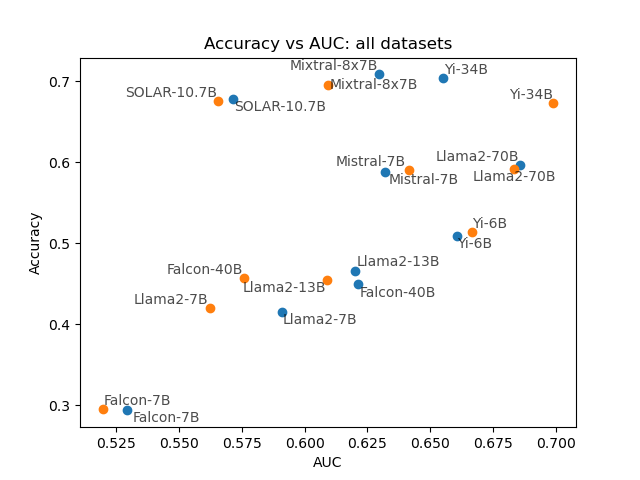 Accuracy vs AUC: all datasets
Mixtral-8x7B
Yi-34B
Mixtral-8x7B
SOLAR-10.7B
Yi-34B
SOLAR-10.7B
Mistral-7B
Llama2-70B
Mistral-7B
Llama2-70B
Yi-6B
Yi-6B
Llama2-13B
Falcon-40B
Llama2-13B
Falcon-40B
Llama2-7B
Llama2-7B
Falcon-7B
Falcon-7B
0.7
0.6
0.5
0.4
0.3
Accuracy
0.525 0.550 0.575 0.600 0.625 0.650 0.675 0.700
AUC